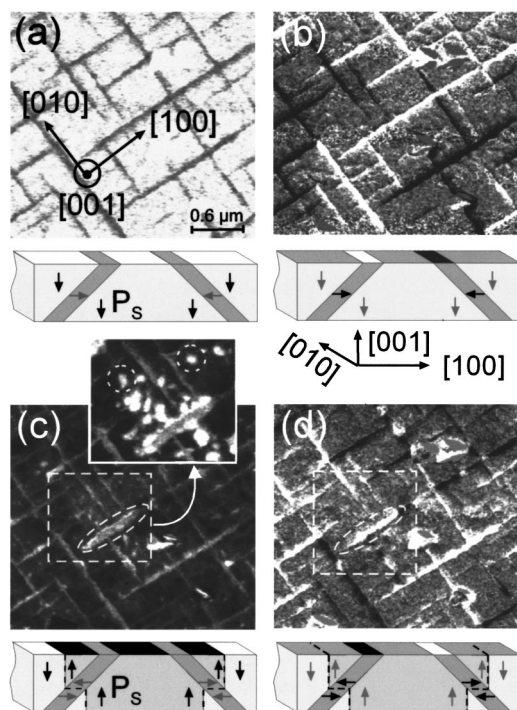 (a)
[010]
[100]
[001]
0.6 µm
(b)
P_S
[010]
[001]
[100]
(c)
(d)
P_S